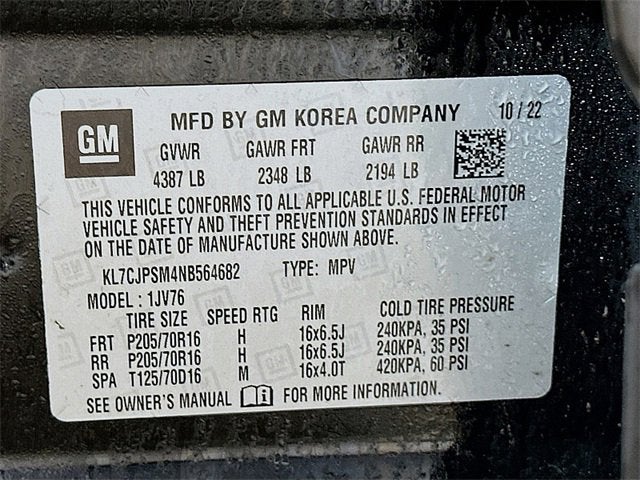 GM MFD BY GM KOREA COMPANY 10 / 22
GVWR GAWR FRT GAWR RR
4387 LB 2348 LB 2194 LB
THIS VEHICLE CONFORMS TO ALL APPLICABLE U.S. FEDERAL MOTOR
VEHICLE SAFETY AND THEFT PREVENTION STANDARDS IN EFFECT
ON THE DATE OF MANUFACTURE SHOWN ABOVE.
KL7CJPSM4NB564682 TYPE: MPV
MODEL : 1JV76
TIRE SIZE SPEED RTG RIM COLD TIRE PRESSURE
FRT P205/70R16 H 16x6.5J 240KPA, 35 PSI
RR P205/70R16 H 16x6.5J 240KPA, 35 PSI
SPA T125/70D16 M 16x4.0T 420KPA, 60 PSI
SEE OWNER'S MANUAL FOR MORE INFORMATION.